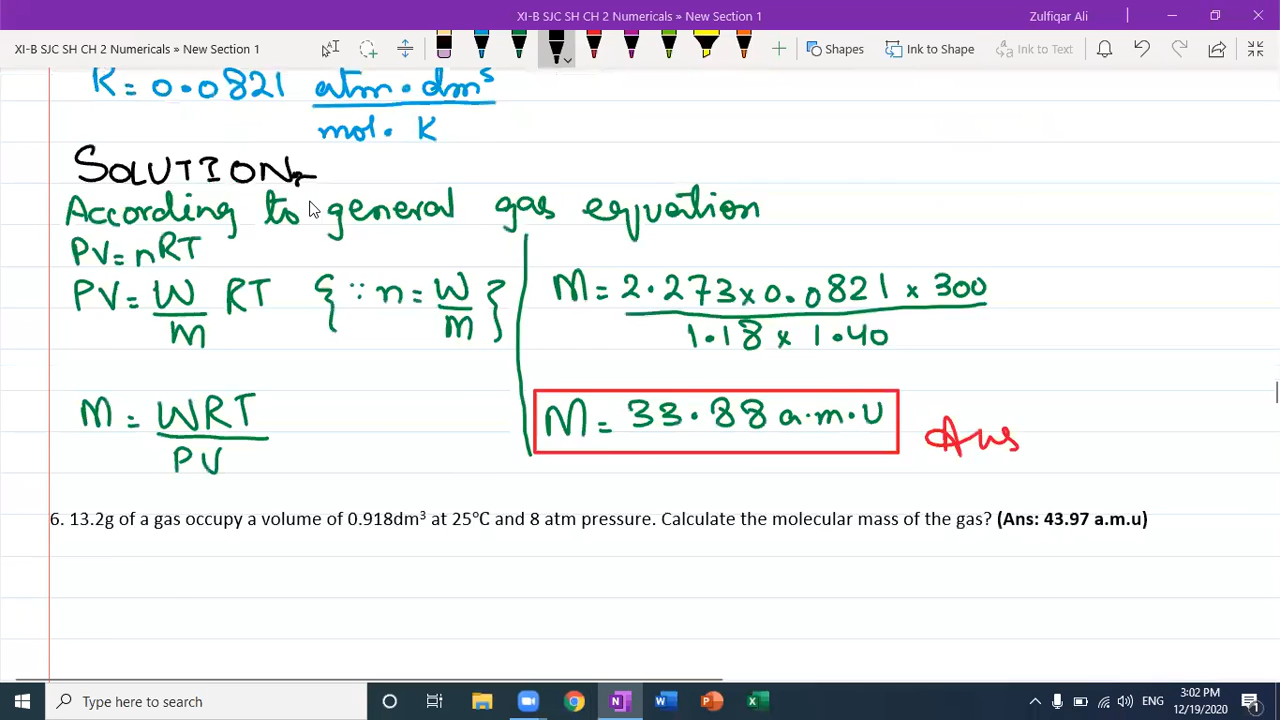 XI-B SJC SH CH 2 Numericals » New Section 1
Zulfiqar Ali
XI-B SJC SH CH 2 Numericals » New Section 1
Shapes
Ink to Shape
Ink to Text
R = 0.0821 atm. dm³
mol. K
SOLUTION:-
According to general gas equation
PV = nRT
PV = W RT { ∵ n = W }
M M
M = WRT
PV
M = 2.273 x 0.0821 x 300
1.18 x 1.40
M = 33.88 a.m.U
Ans
6. 13.2g of a gas occupy a volume of 0.918dm³ at 25°C and 8 atm pressure. Calculate the molecular mass of the gas? (Ans: 43.97 a.m.u)
Type here to search
ENG
3:02 PM
12/19/2020